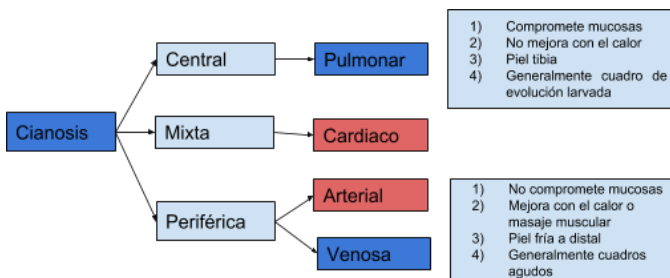 Central
Pulmonar
1) Compromete mucosas
2) No mejora con el calor
3) Piel tibia
4) Generalmente cuadro de
evolución larvada
Cianosis
Mixta
Cardiaco
Periférica
Arterial
Venosa
1) No compromete mucosas
2) Mejora con el calor o
masaje muscular
3) Piel fría a distal
4) Generalmente cuadros
agudos